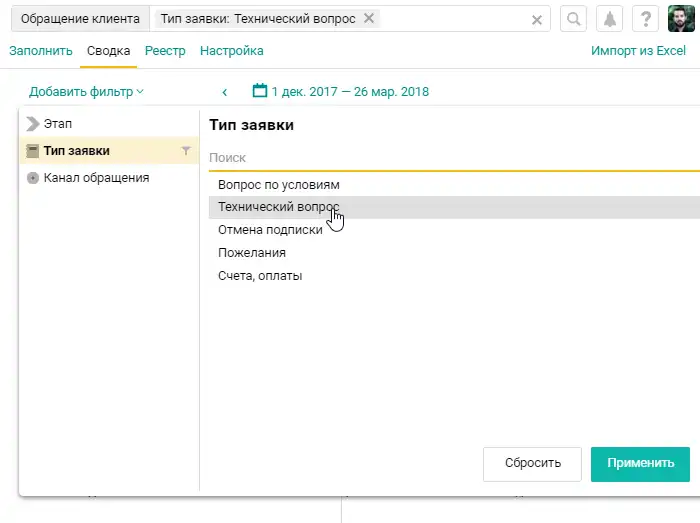 Обращение клиента Тип заявки: Технический вопрос
Заполнить Сводка Реестр Настройка Импорт из Excel
Добавить фильтр 1 дек. 2017 — 26 мар. 2018
Этап
Тип заявки
Канал обращения
Тип заявки
Поиск
Вопрос по условиям
Технический вопрос
Отмена подписки
Пожелания
Счета, оплаты
Сбросить Применить